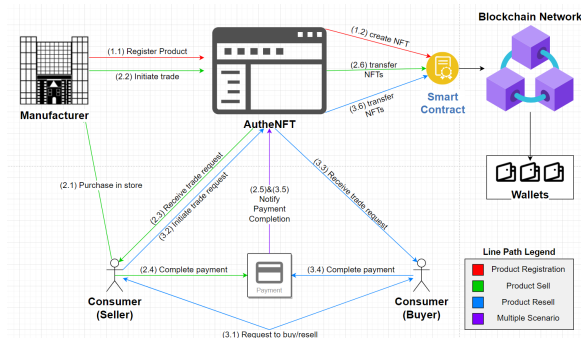 Blockchain Network
(1.1) Register Product
(1.2) create NFT
(2.2) Initiate trade
(2.6) transfer
NFTs
(3.6) transfer
NFTs
Smart
Contract
Manufacturer
AutheNFT
(2.1) Purchase in store
(2.3) Receive trade request
(3.2) Initiate trade request
(2.5)&(3.5)
Notify
Payment
Completion
(3.3) Receive trade request
Wallets
(2.4) Complete payment
Payment
(3.4) Complete payment
Consumer
(Seller)
Consumer
(Buyer)
(3.1) Request to buy/resell
Line Path Legend
Product Registration
Product Sell
Product Resell
Multiple Scenario